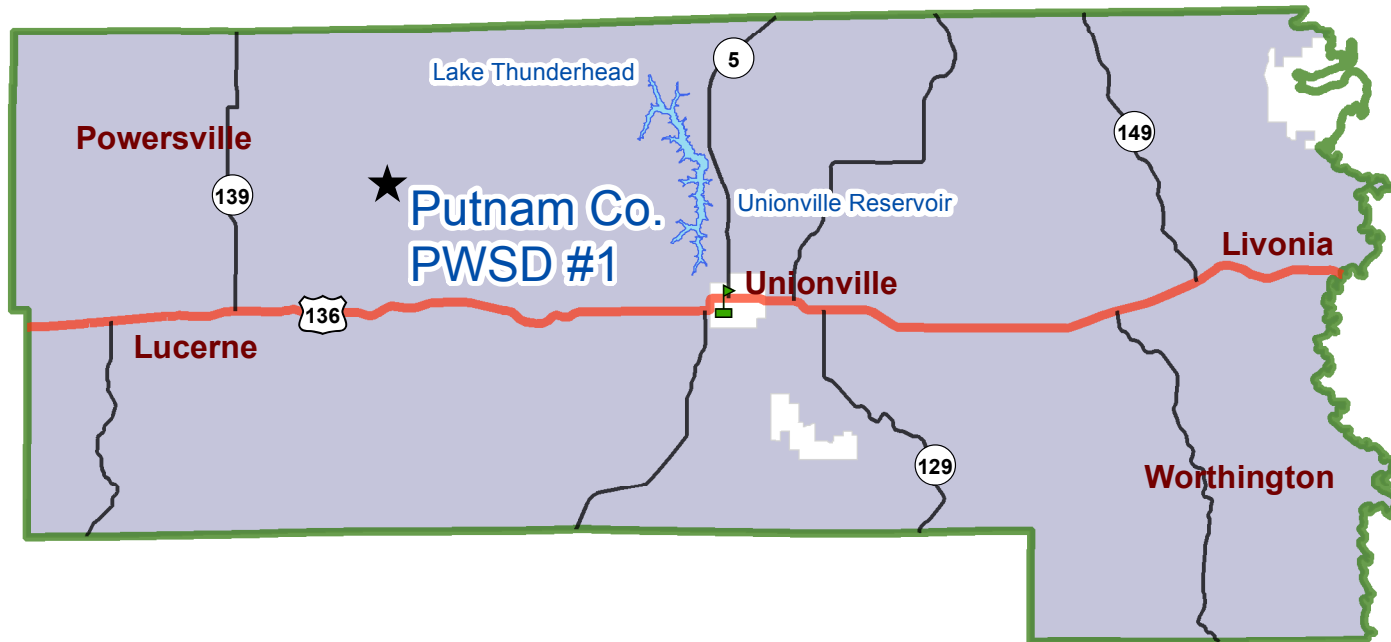 5
Lake Thunderhead
Powersville
149
139
Putnam Co.
PWSD #1
Unionville Reservoir
Livonia
Unionville
136
Lucerne
129
Worthington